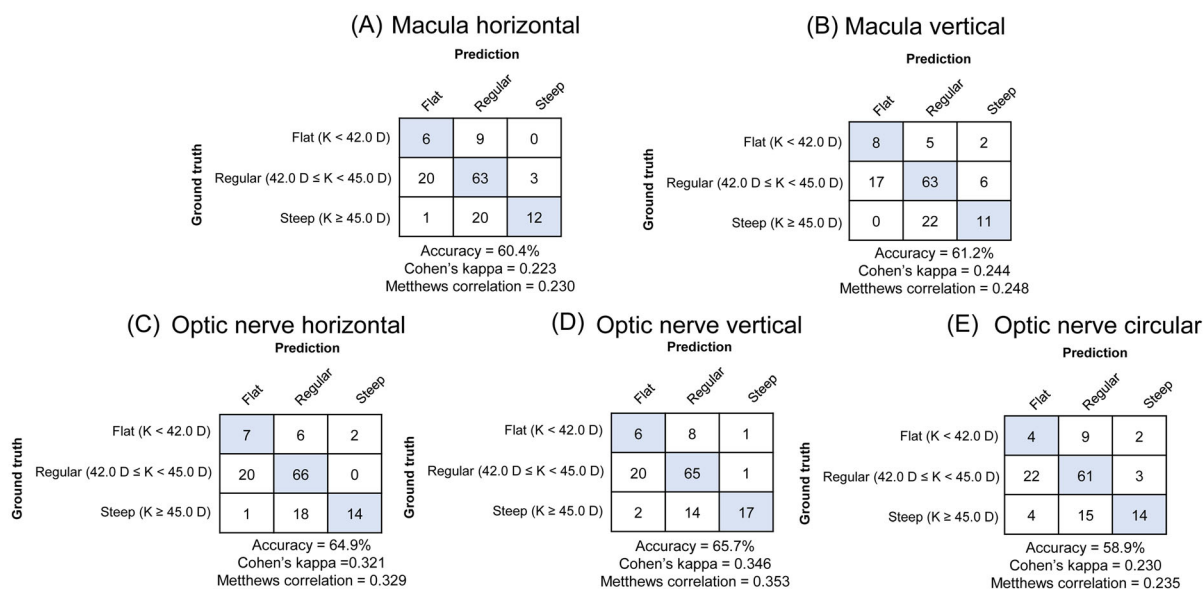 (A) Macula horizontal
Prediction
Flat Regular Steep
Ground truth
Flat (K < 42.0 D) 6 9 0
Regular (42.0 D ≤ K < 45.0 D) 20 63 3
Steep (K ≥ 45.0 D) 1 20 12
Accuracy = 60.4%
Cohen's kappa = 0.223
Metthews correlation = 0.230
(B) Macula vertical
Prediction
Flat Regular Steep
Ground truth
Flat (K < 42.0 D) 8 5 2
Regular (42.0 D ≤ K < 45.0 D) 17 63 6
Steep (K ≥ 45.0 D) 0 22 11
Accuracy = 61.2%
Cohen's kappa = 0.244
Metthews correlation = 0.248
(C) Optic nerve horizontal
Prediction
Flat Regular Steep
Ground truth
Flat (K < 42.0 D) 7 6 2
Regular (42.0 D ≤ K < 45.0 D) 20 66 0
Steep (K ≥ 45.0 D) 1 18 14
Accuracy = 64.9%
Cohen's kappa =0.321
Metthews correlation = 0.329
(D) Optic nerve vertical
Prediction
Flat Regular Steep
Ground truth
Flat (K < 42.0 D) 6 8 1
Regular (42.0 D ≤ K < 45.0 D) 20 65 1
Steep (K ≥ 45.0 D) 2 14 17
Accuracy = 65.7%
Cohen's kappa = 0.346
Metthews correlation = 0.353
(E) Optic nerve circular
Prediction
Flat Regular Steep
Ground truth
Flat (K < 42.0 D) 4 9 2
Regular (42.0 D ≤ K < 45.0 D) 22 61 3
Steep (K ≥ 45.0 D) 4 15 14
Accuracy = 58.9%
Cohen's kappa = 0.230
Metthews correlation = 0.235